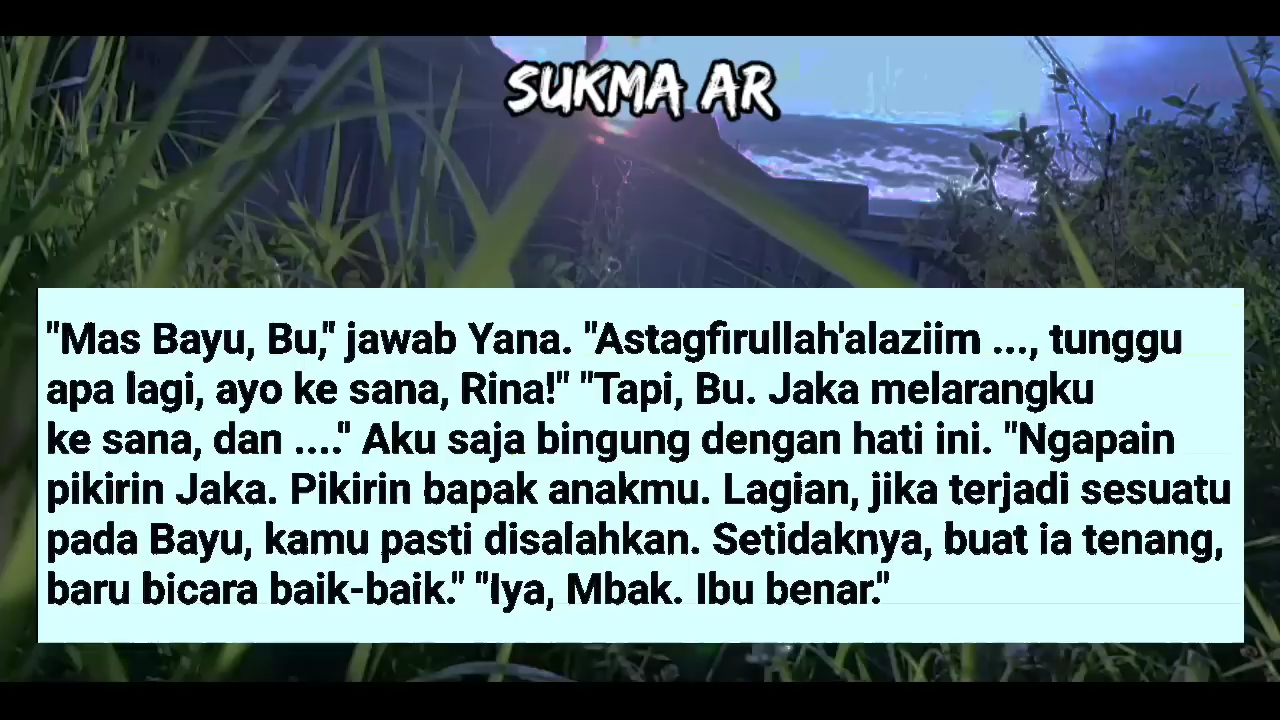 SUKMA AR
"Mas Bayu, Bu," jawab Yana. "Astagfirullah'alaziim ..., tunggu
apa lagi, ayo ke sana, Rina!" "Tapi, Bu. Jaka melarangku
ke sana, dan ...." Aku saja bingung dengan hati ini. "Ngapain
pikirin Jaka. Pikirin bapak anakmu. Lagian, jika terjadi sesuatu
pada Bayu, kamu pasti disalahkan. Setidaknya, buat ia tenang,
baru bicara baik-baik." "Iya, Mbak. Ibu benar."